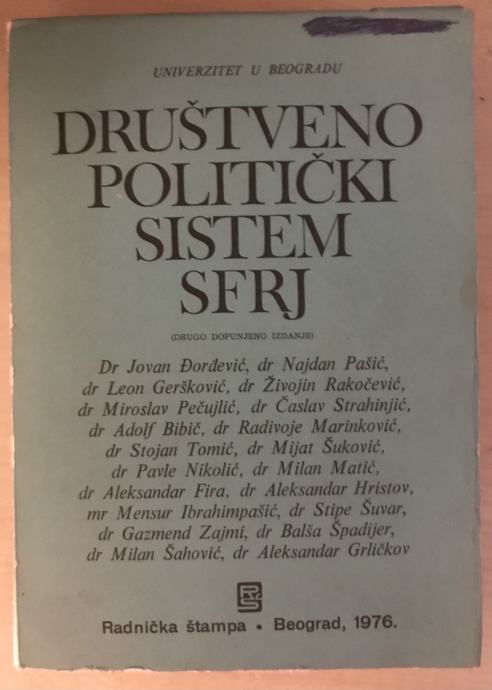 UNIVERZITET U BEOGRADU
DRUŠTVENO
POLITIČKI
SISTEM
SFRJ
(DRUGO DOPUNJENO IZDANJE)
Dr Jovan Đorđević, dr Najdan Pašić,
dr Leon Geršković, dr Živojin Rakočević,
dr Miroslav Pečujlić, dr Časlav Strahinjić,
dr Adolf Bibič, dr Radivoje Marinković,
dr Stojan Tomić, dr Mijat Šuković,
dr Pavle Nikolić, dr Milan Matić,
dr Aleksandar Fira, dr Aleksandar Hristov,
mr Mensur Ibrahimpašić, dr Stipe Šuvar,
dr Gazmend Zajmi, dr Balša Špadijer,
dr Milan Šahović, dr Aleksandar Grličkov
RŠ
Radnička štampa • Beograd, 1976.